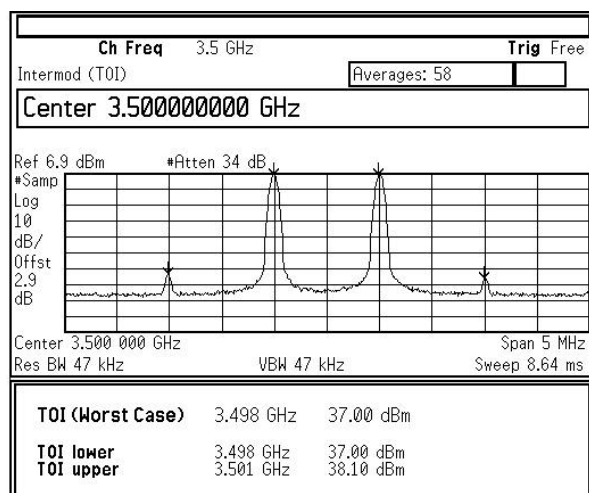 Ch Freq 3.5 GHz Trig Free
Intermod (TOI) Averages: 58
Center 3.500000000 GHz
Ref 6.9 dBm #Atten 34 dB
#Samp
Log
10
dB/
Offst
2.9
dB
Center 3.500 000 GHz Span 5 MHz
Res BW 47 kHz VBW 47 kHz Sweep 8.64 ms
TOI (Worst Case) 3.498 GHz 37.00 dBm
TOI lower 3.498 GHz 37.00 dBm
TOI upper 3.501 GHz 38.10 dBm